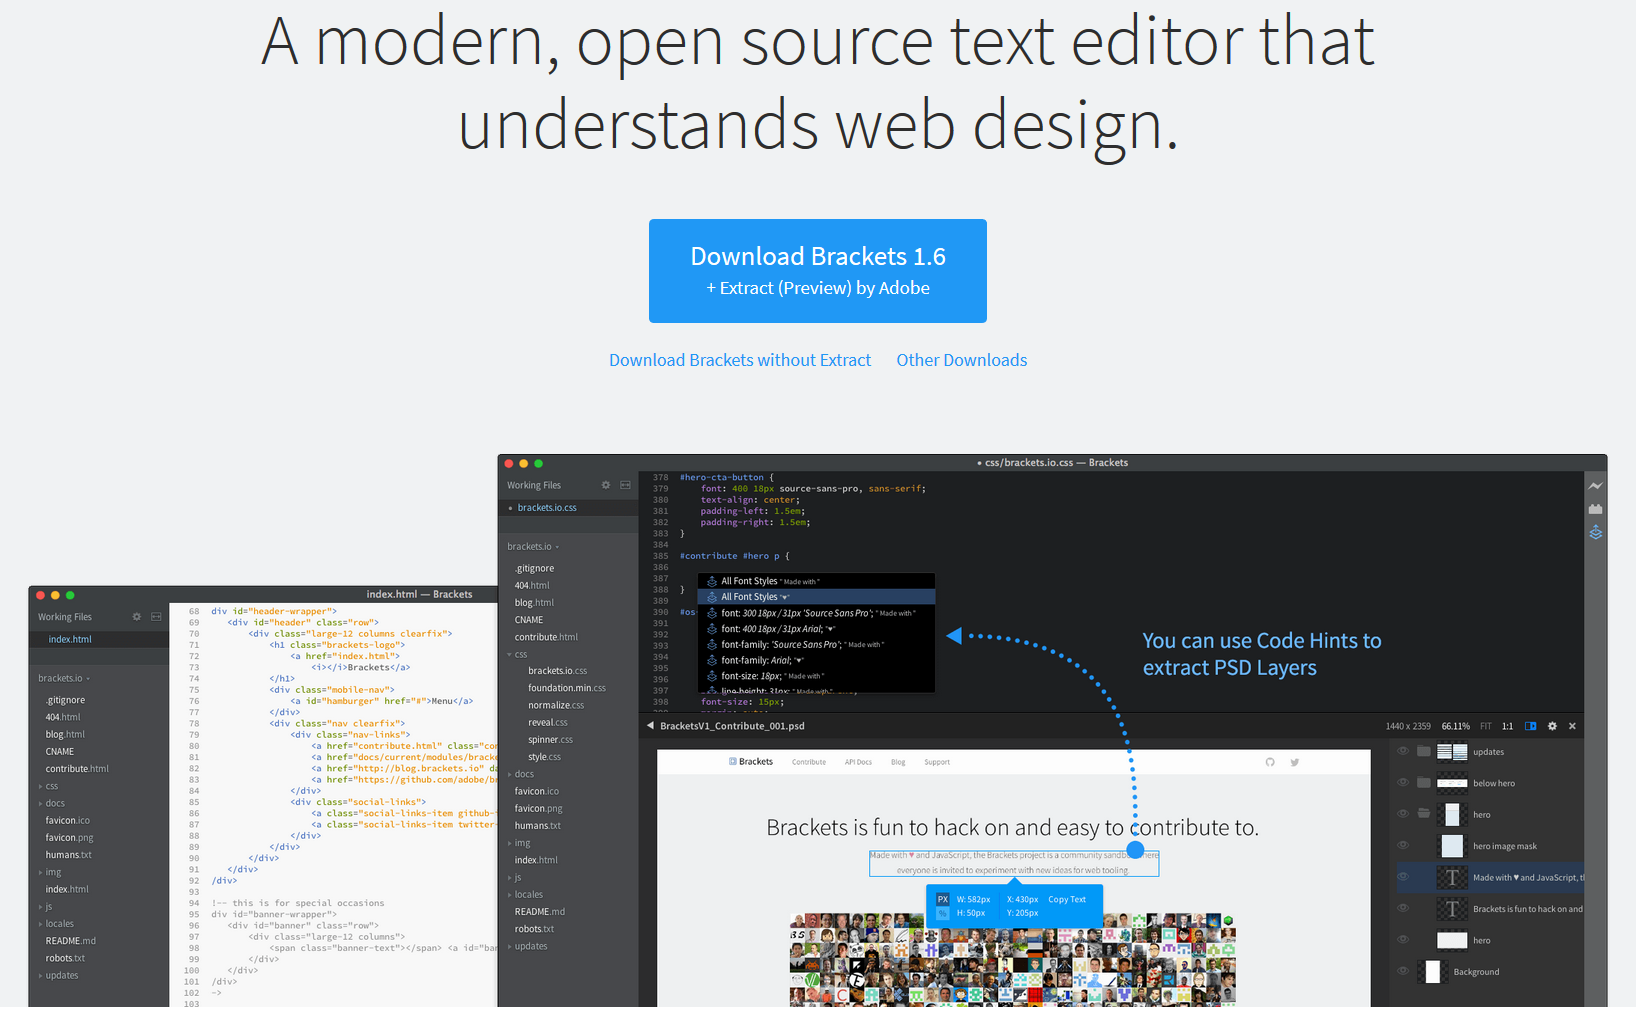 A modern, open source text editor that
understands web design.
Download Brackets 1.6
+ Extract (Preview) by Adobe
Download Brackets without Extract
Other Downloads
index.html — Brackets
Working Files
index.html
brackets.io
.gitignore
404.html
blog.html
CNAME
contribute.html
css
docs
favicon.ico
favicon.png
humans.txt
img
index.html
js
locales
README.md
robots.txt
updates
68 div id="header-wrapper">
69 <div id="header" class="row">
70 <div class="large-12 columns clearfix">
71 <h1 class="brackets-logo">
72 <a href="index.html">
73 <i></i>Brackets</a>
74 </h1>
75 <div class="mobile-nav">
76 <a id="hamburger" href="#">Menu</a>
77 </div>
78 <div class="nav clearfix">
79 <div class="nav-links">
80 <a href="contribute.html" class="con
81 <a href="docs/current/modules/bracke
82 <a href="http://blog.brackets.io" da
83 <a href="https://github.com/adobe/br
84 </div>
85 <div class="social-links">
86 <a class="social-links-item github-i
87 <a class="social-links-item twitter-
88 </div>
89 </div>
90 </div>
91 </div>
92 /div>
93
94 !-- this is for special occasions
95 div id="banner-wrapper">
96 <div id="banner" class="row">
97 <div class="large-12 columns">
98 <span class="banner-text"></span> <a id="ban
99 </div>
100 </div>
101 /div>
102 ->
103
• css/brackets.io.css — Brackets
Working Files
• brackets.io.css
brackets.io
.gitignore
404.html
blog.html
CNAME
contribute.html
css
brackets.io.css
foundation.min.css
normalize.css
reveal.css
spinner.css
style.css
docs
favicon.ico
favicon.png
humans.txt
img
index.html
js
locales
README.md
robots.txt
updates
378 #hero-cta-button {
379 font: 400 18px source-sans-pro, sans-serif;
380 text-align: center;
381 padding-left: 1.5em;
382 padding-right: 1.5em;
383 }
384
385 #contribute #hero p {
386
387
388 }
389
390 #os
391
392
393
394
395
396
397
font-size: 15px;
All Font Styles "Made with "
All Font Styles "♥"
font: 300 18px / 31px 'Source Sans Pro'; "Made with "
font: 400 18px / 31px Arial; "♥"
font-family: 'Source Sans Pro'; "Made with "
font-family: Arial; "♥"
font-size: 18px; "Made with "
line-height: 31px; "Made with "
You can use Code Hints to
extract PSD Layers
BracketsV1_Contribute_001.psd
1440 x 2359 66.11% FIT 1:1
Brackets Contribute API Docs Blog Support
Brackets is fun to hack on and easy to contribute to.
Made with ♥ and JavaScript, the Brackets project is a community sandb here
everyone is invited to experiment with new ideas for web tooling.
PX W: 582px X: 430px Copy Text
% H: 50px Y: 205px
updates
below hero
hero
hero image mask
Made with ♥ and JavaScript, th
Brackets is fun to hack on and
hero
Background